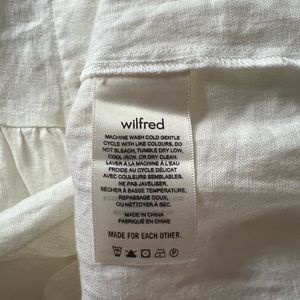 wilfred
MACHINE WASH COLD GENTLE
CYCLE WITH LIKE COLOURS, DO
NOT BLEACH, TUMBLE DRY LOW,
COOL IRON, OR DRY CLEAN.
LAVER À LA MACHINE À L'EAU
FROIDE AU CYCLE DÉLICAT
AVEC COULEURS SEMBLABLES,
NE PAS JAVELISER,
SÉCHER À BASSE TEMPÉRATURE,
REPASSAGE DOUX,
OU NETTOYER À SEC.
MADE IN CHINA
FABRIQUÉ EN CHINE
MADE FOR EACH OTHER.